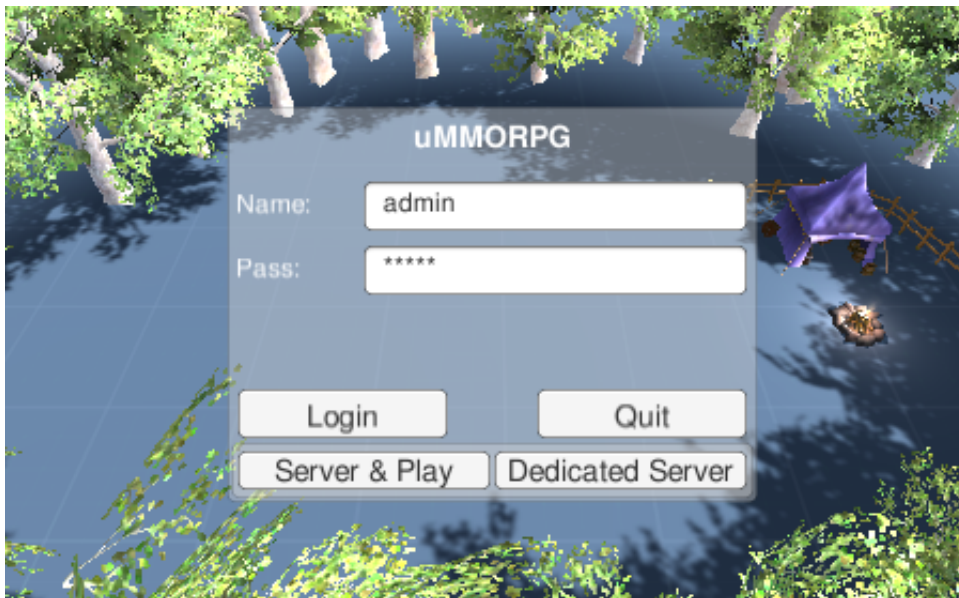 uMMORPG
Name: admin
Pass: *****
Login Quit
Server & Play Dedicated Server